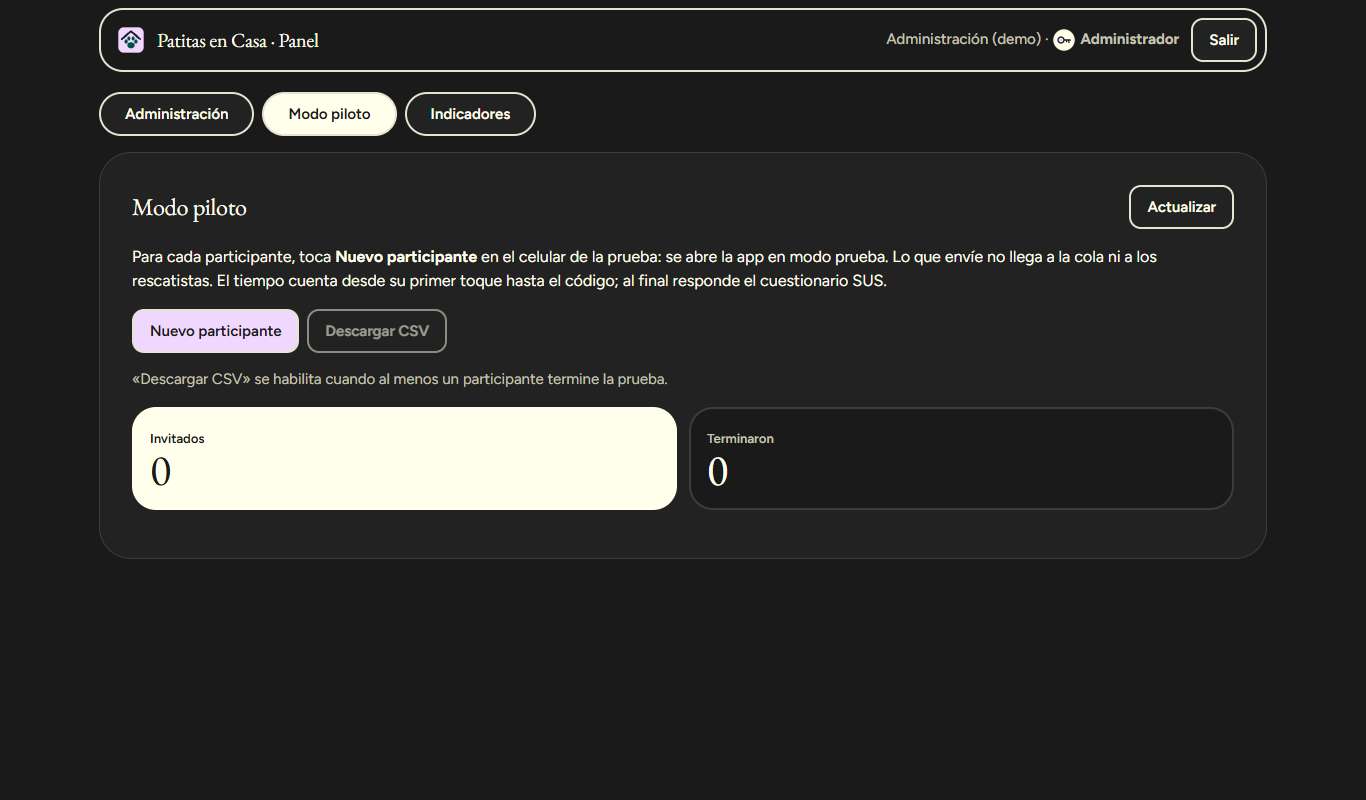 Patitas en Casa · Panel
Administración (demo) · Administrador
Salir
Administración
Modo piloto
Indicadores
Modo piloto
Actualizar
Para cada participante, toca Nuevo participante en el celular de la prueba: se abre la app en modo prueba. Lo que envíe no llega a la cola ni a los
rescatistas. El tiempo cuenta desde su primer toque hasta el código; al final responde el cuestionario SUS.
Nuevo participante
Descargar CSV
«Descargar CSV» se habilita cuando al menos un participante termine la prueba.
Invitados
0
Terminaron
0